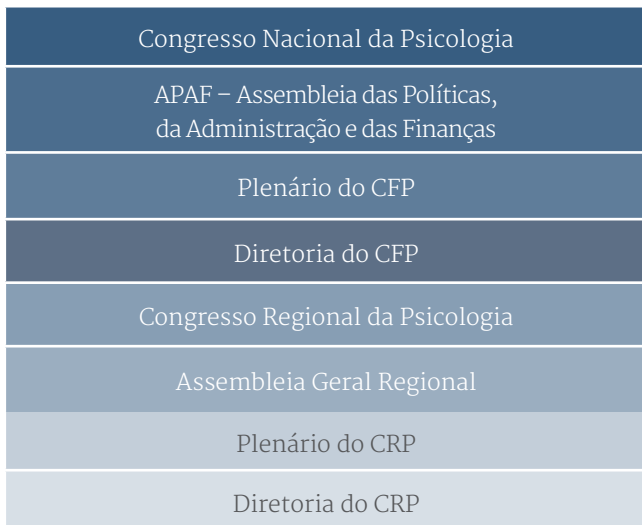 Congresso Nacional da Psicologia
APAF – Assembleia das Políticas,
da Administração e das Finanças
Plenário do CFP
Diretoria do CFP
Congresso Regional da Psicologia
Assembleia Geral Regional
Plenário do CRP
Diretoria do CRP